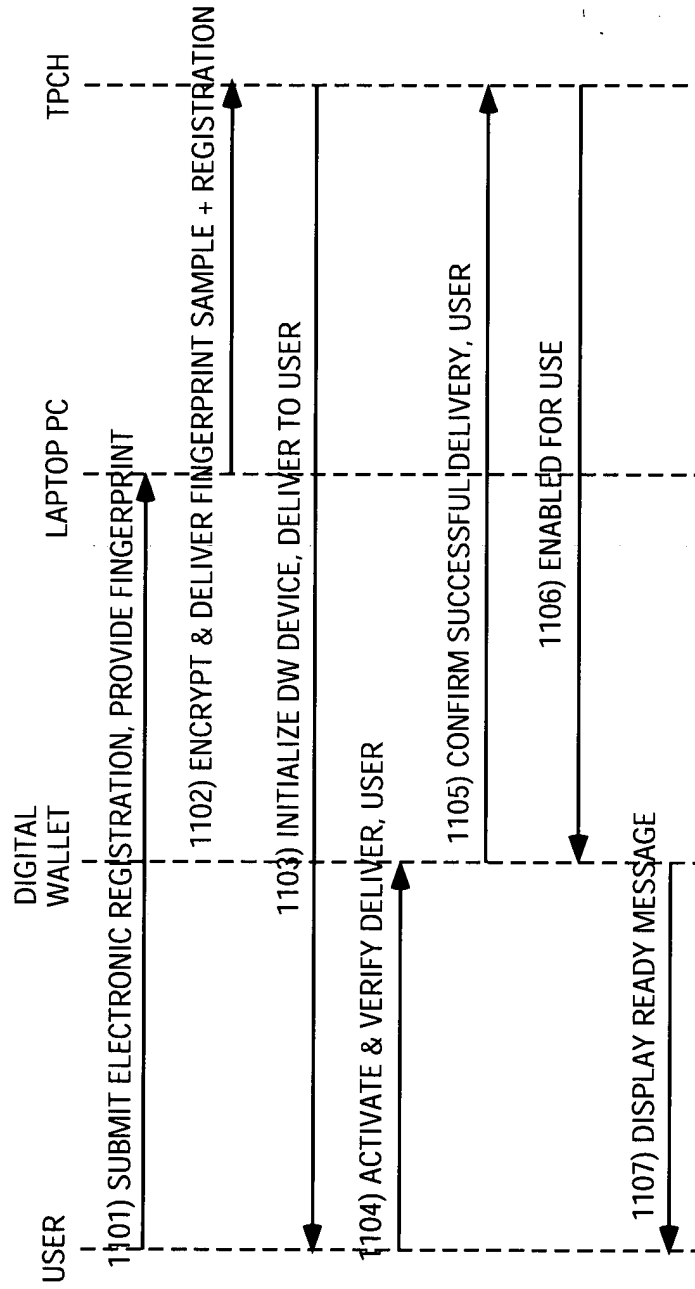 USER
DIGITAL
WALLET
LAPTOP PC
TPCH
1101) SUBMIT ELECTRONIC REGISTRATION, PROVIDE FINGERPRINT
1102) ENCRYPT & DELIVER FINGERPRINT SAMPLE + REGISTRATION
1103) INITIALIZE DW DEVICE, DELIVER TO USER
1104) ACTIVATE & VERIFY DELIVER, USER
1105) CONFIRM SUCCESSFUL DELIVERY, USER
1106) ENABLED FOR USE
1107) DISPLAY READY MESSAGE